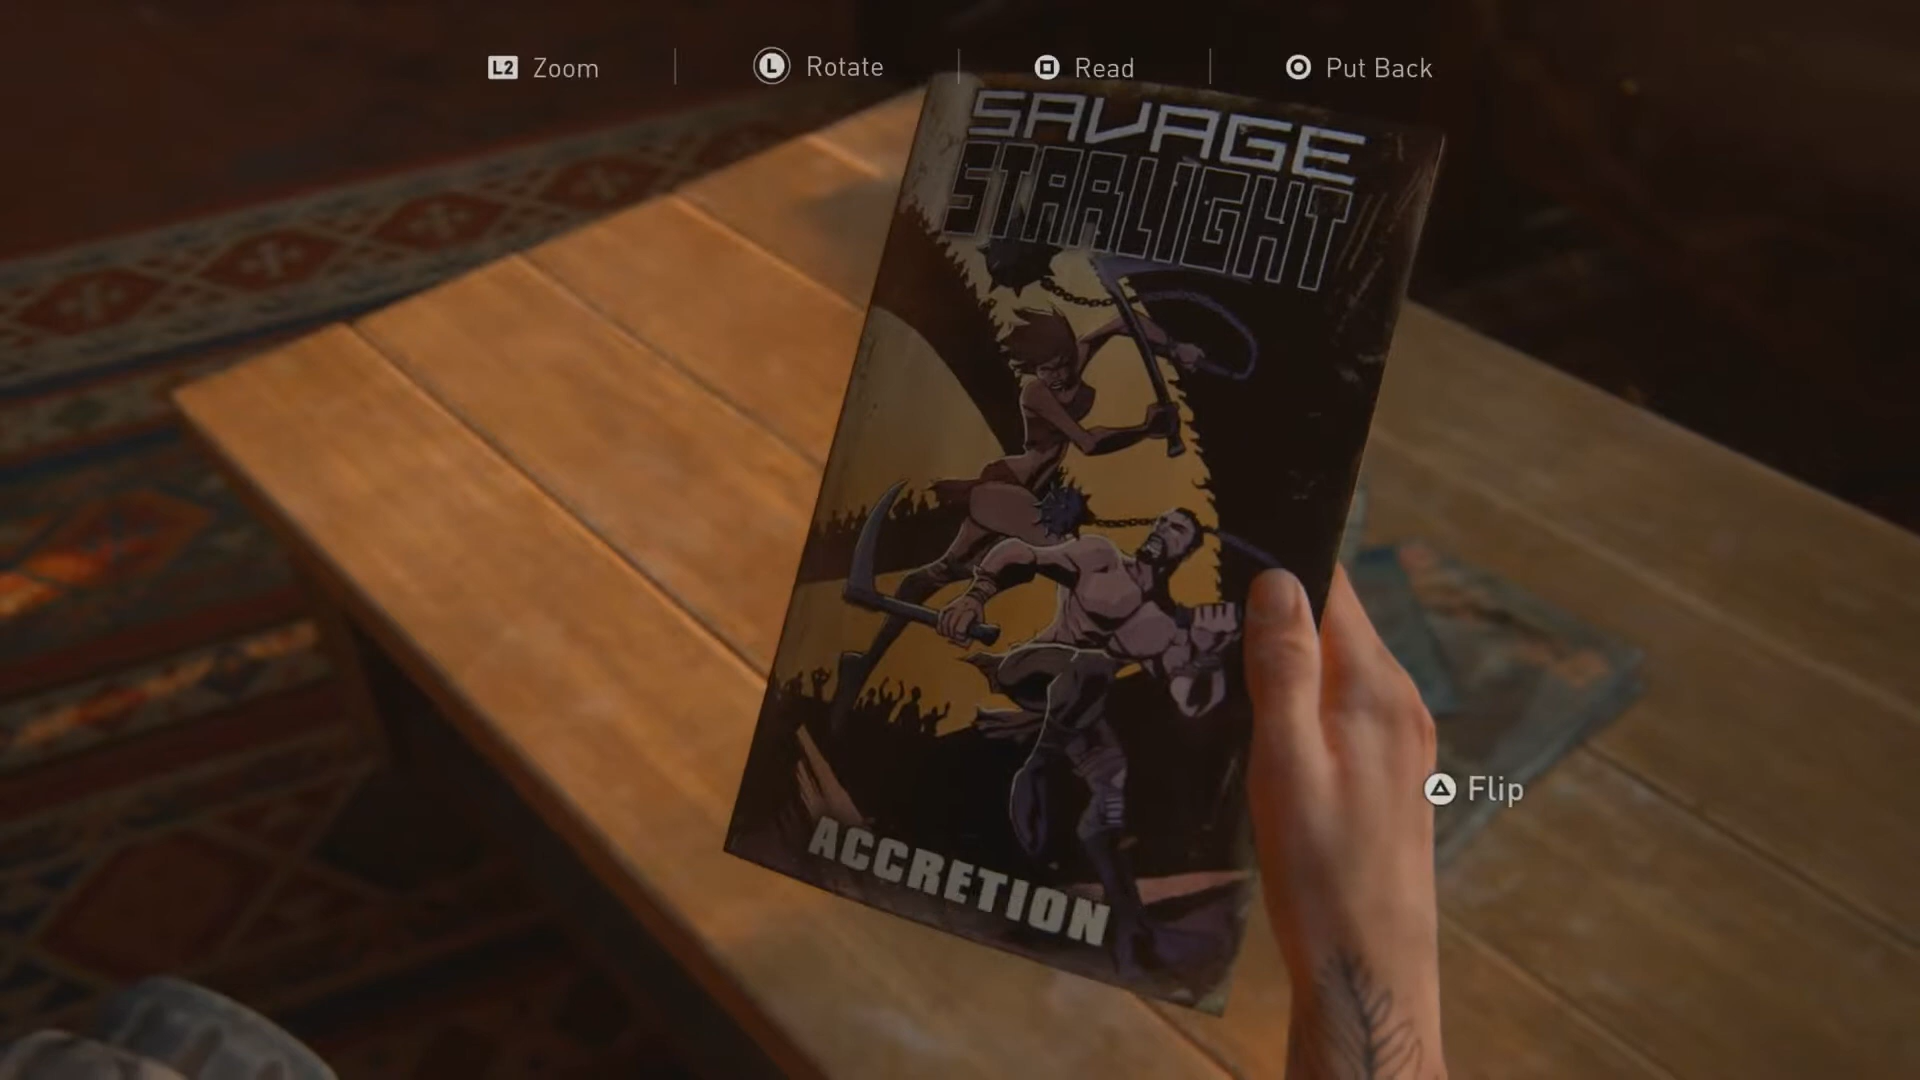 L2 Zoom
L Rotate
Read
Put Back
SAVAGE
STARLIGHT
ACCRETION
Flip